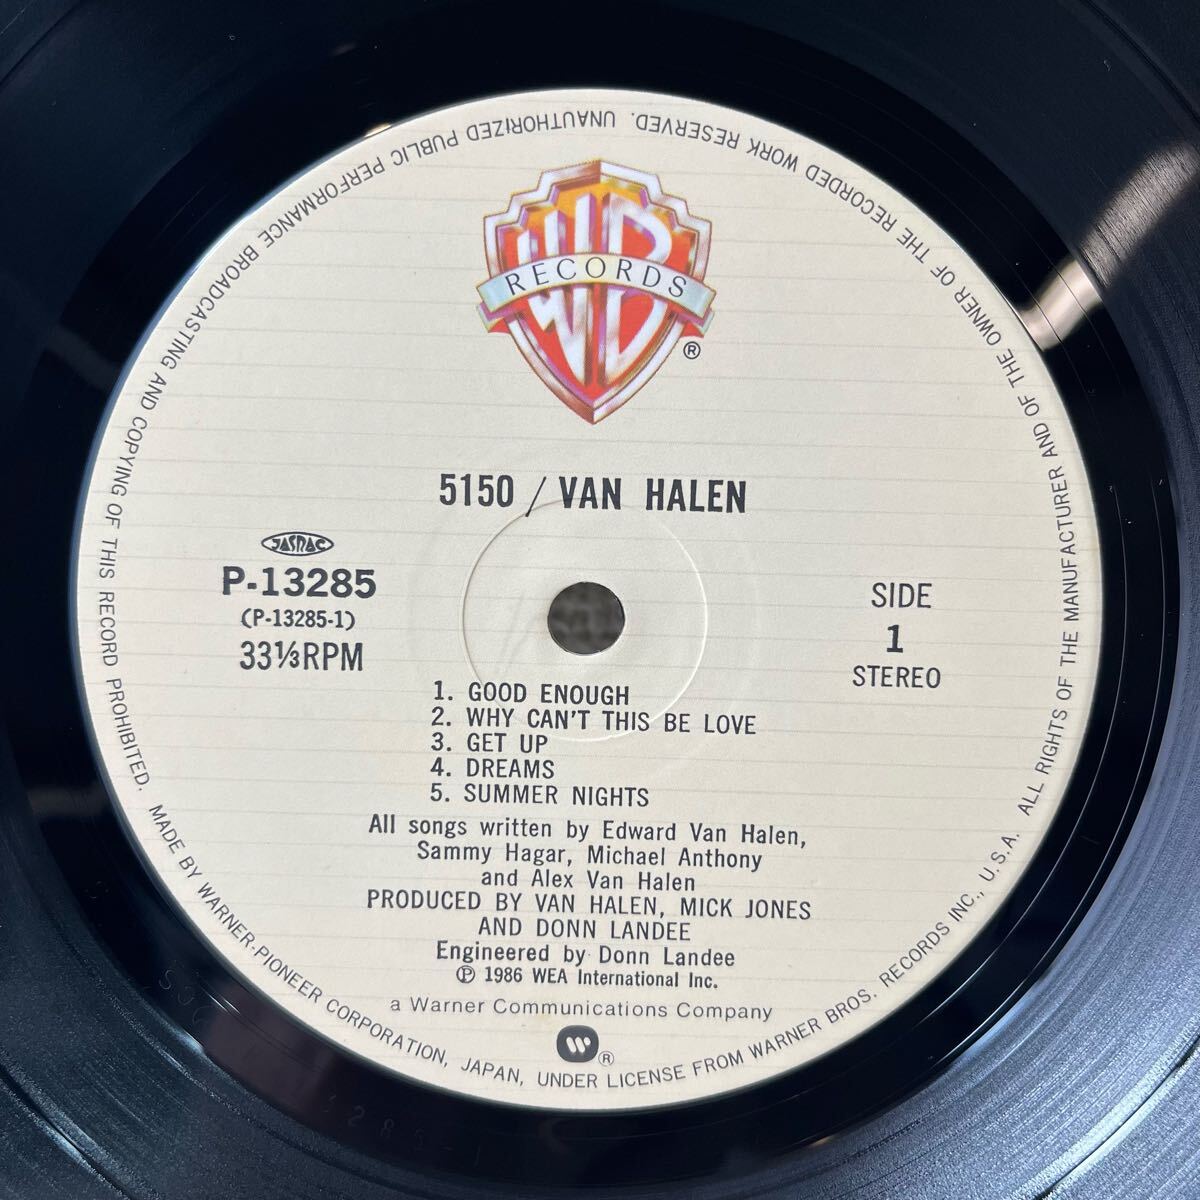 WB
RECORDS
®
5150 / VAN HALEN
JASRAC
P-13285
(P-13285-1)
33⅓RPM
SIDE
1
STEREO
1. GOOD ENOUGH
2. WHY CAN'T THIS BE LOVE
3. GET UP
4. DREAMS
5. SUMMER NIGHTS
All songs written by Edward Van Halen,
Sammy Hagar, Michael Anthony
and Alex Van Halen
PRODUCED BY VAN HALEN, MICK JONES
AND DONN LANDEE
Engineered by Donn Landee
℗ 1986 WEA International Inc.
a Warner Communications Company
®
MADE BY WARNER-PIONEER CORPORATION, JAPAN, UNDER LICENSE FROM WARNER BROS. RECORDS INC., U.S.A. ALL RIGHTS OF THE MANUFACTURER AND OF THE OWNER OF THE RECORDED WORK RESERVED. UNAUTHORIZED PUBLIC PERFORMANCE BROADCASTING AND COPYING OF THIS RECORD PROHIBITED.